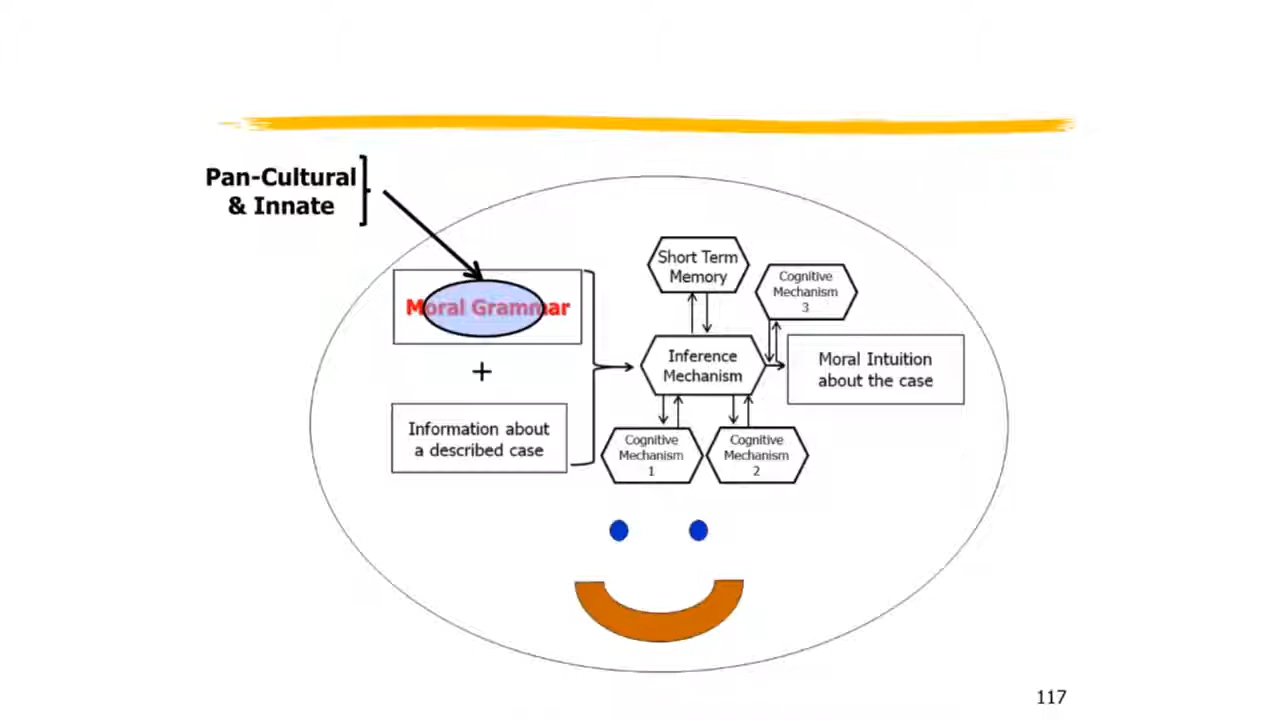 Pan-Cultural
& Innate
Moral Grammar
+
Information about
a described case
Short Term
Memory
Cognitive
Mechanism
3
Inference
Mechanism
Moral Intuition
about the case
Cognitive
Mechanism
1
Cognitive
Mechanism
2
117